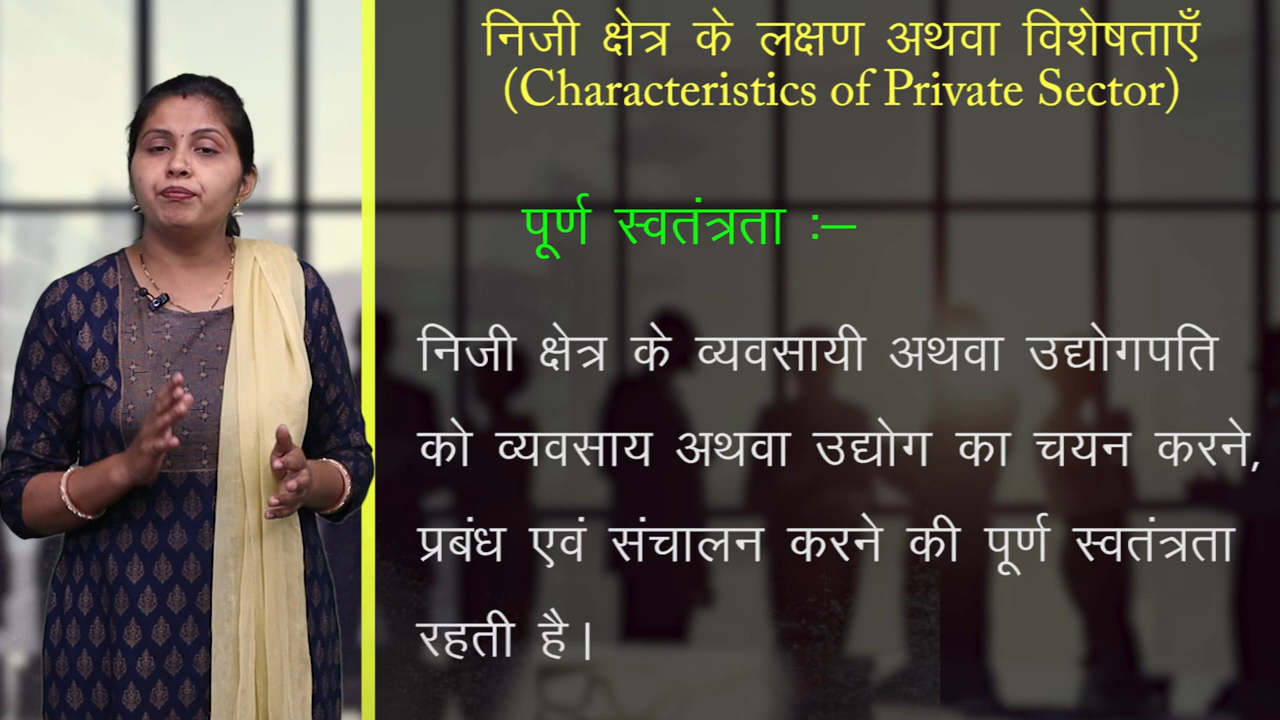 निजी क्षेत्र के लक्षण अथवा विशेषताएँ
(Characteristics of Private Sector)
पूर्ण स्वतंत्रता :–
निजी क्षेत्र के व्यवसायी अथवा उद्योगपति
को व्यवसाय अथवा उद्योग का चयन करने,
प्रबंध एवं संचालन करने की पूर्ण स्वतंत्रता
रहती है।